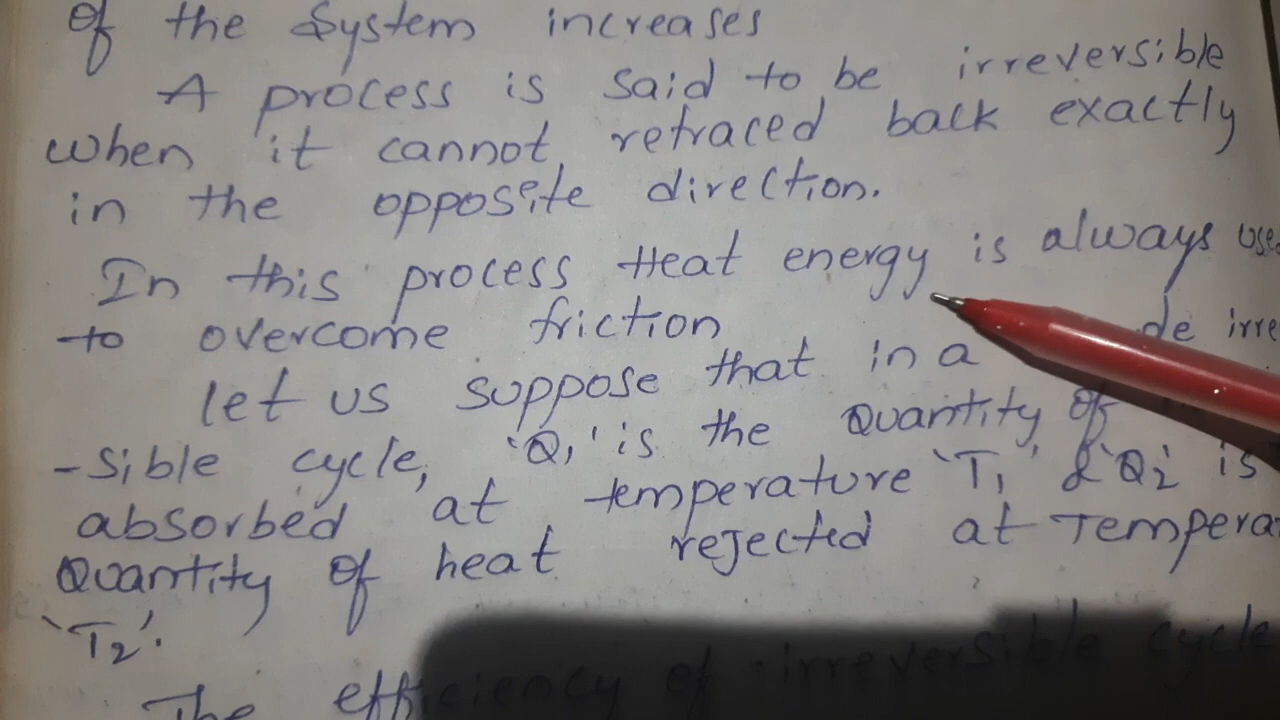 of the System increases
A process is said to be irreversible
when it cannot retraced back exactly
in the opposite direction.
In this process Heat energy is always
to overcome friction
let us suppose that in a de irre
-sible cycle, 'Q1' is the Quantity of
absorbed at temperature 'T1' & 'Q2' is
Quantity of heat rejected at Tempera
'T2'.
The efficiency of irreversible cycle